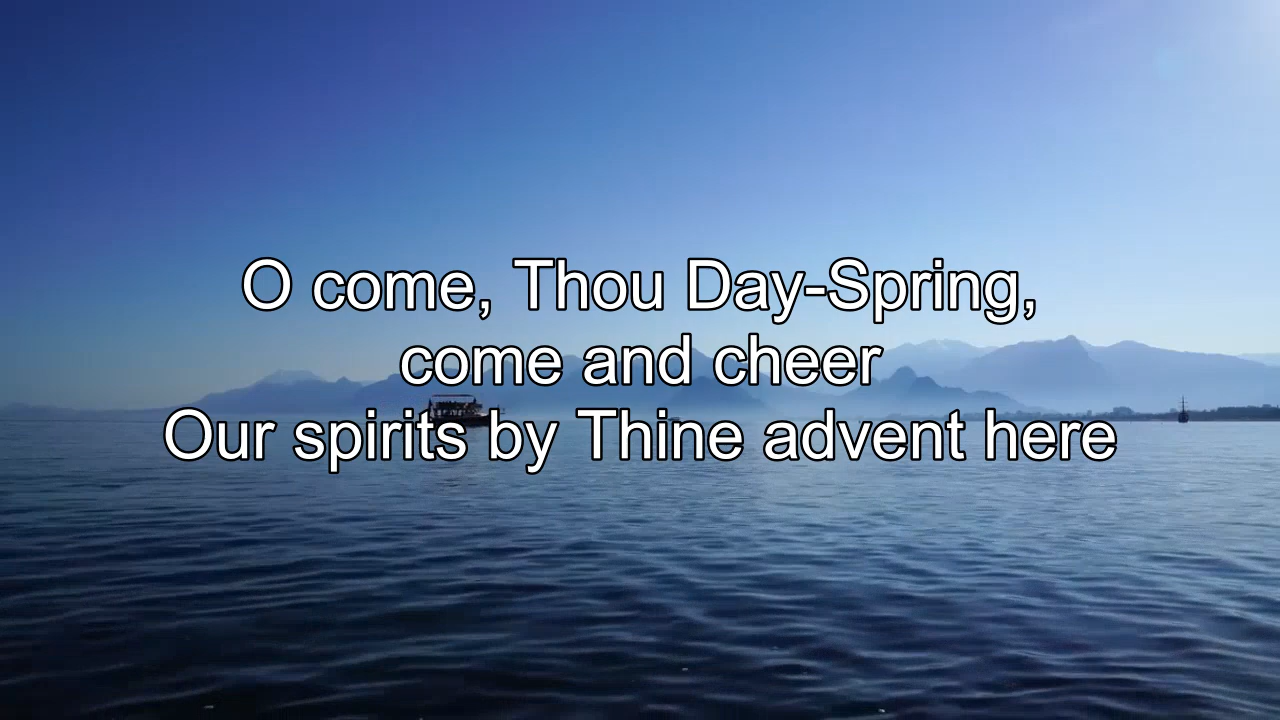 O come, Thou Day-Spring,
come and cheer
Our spirits by Thine advent here